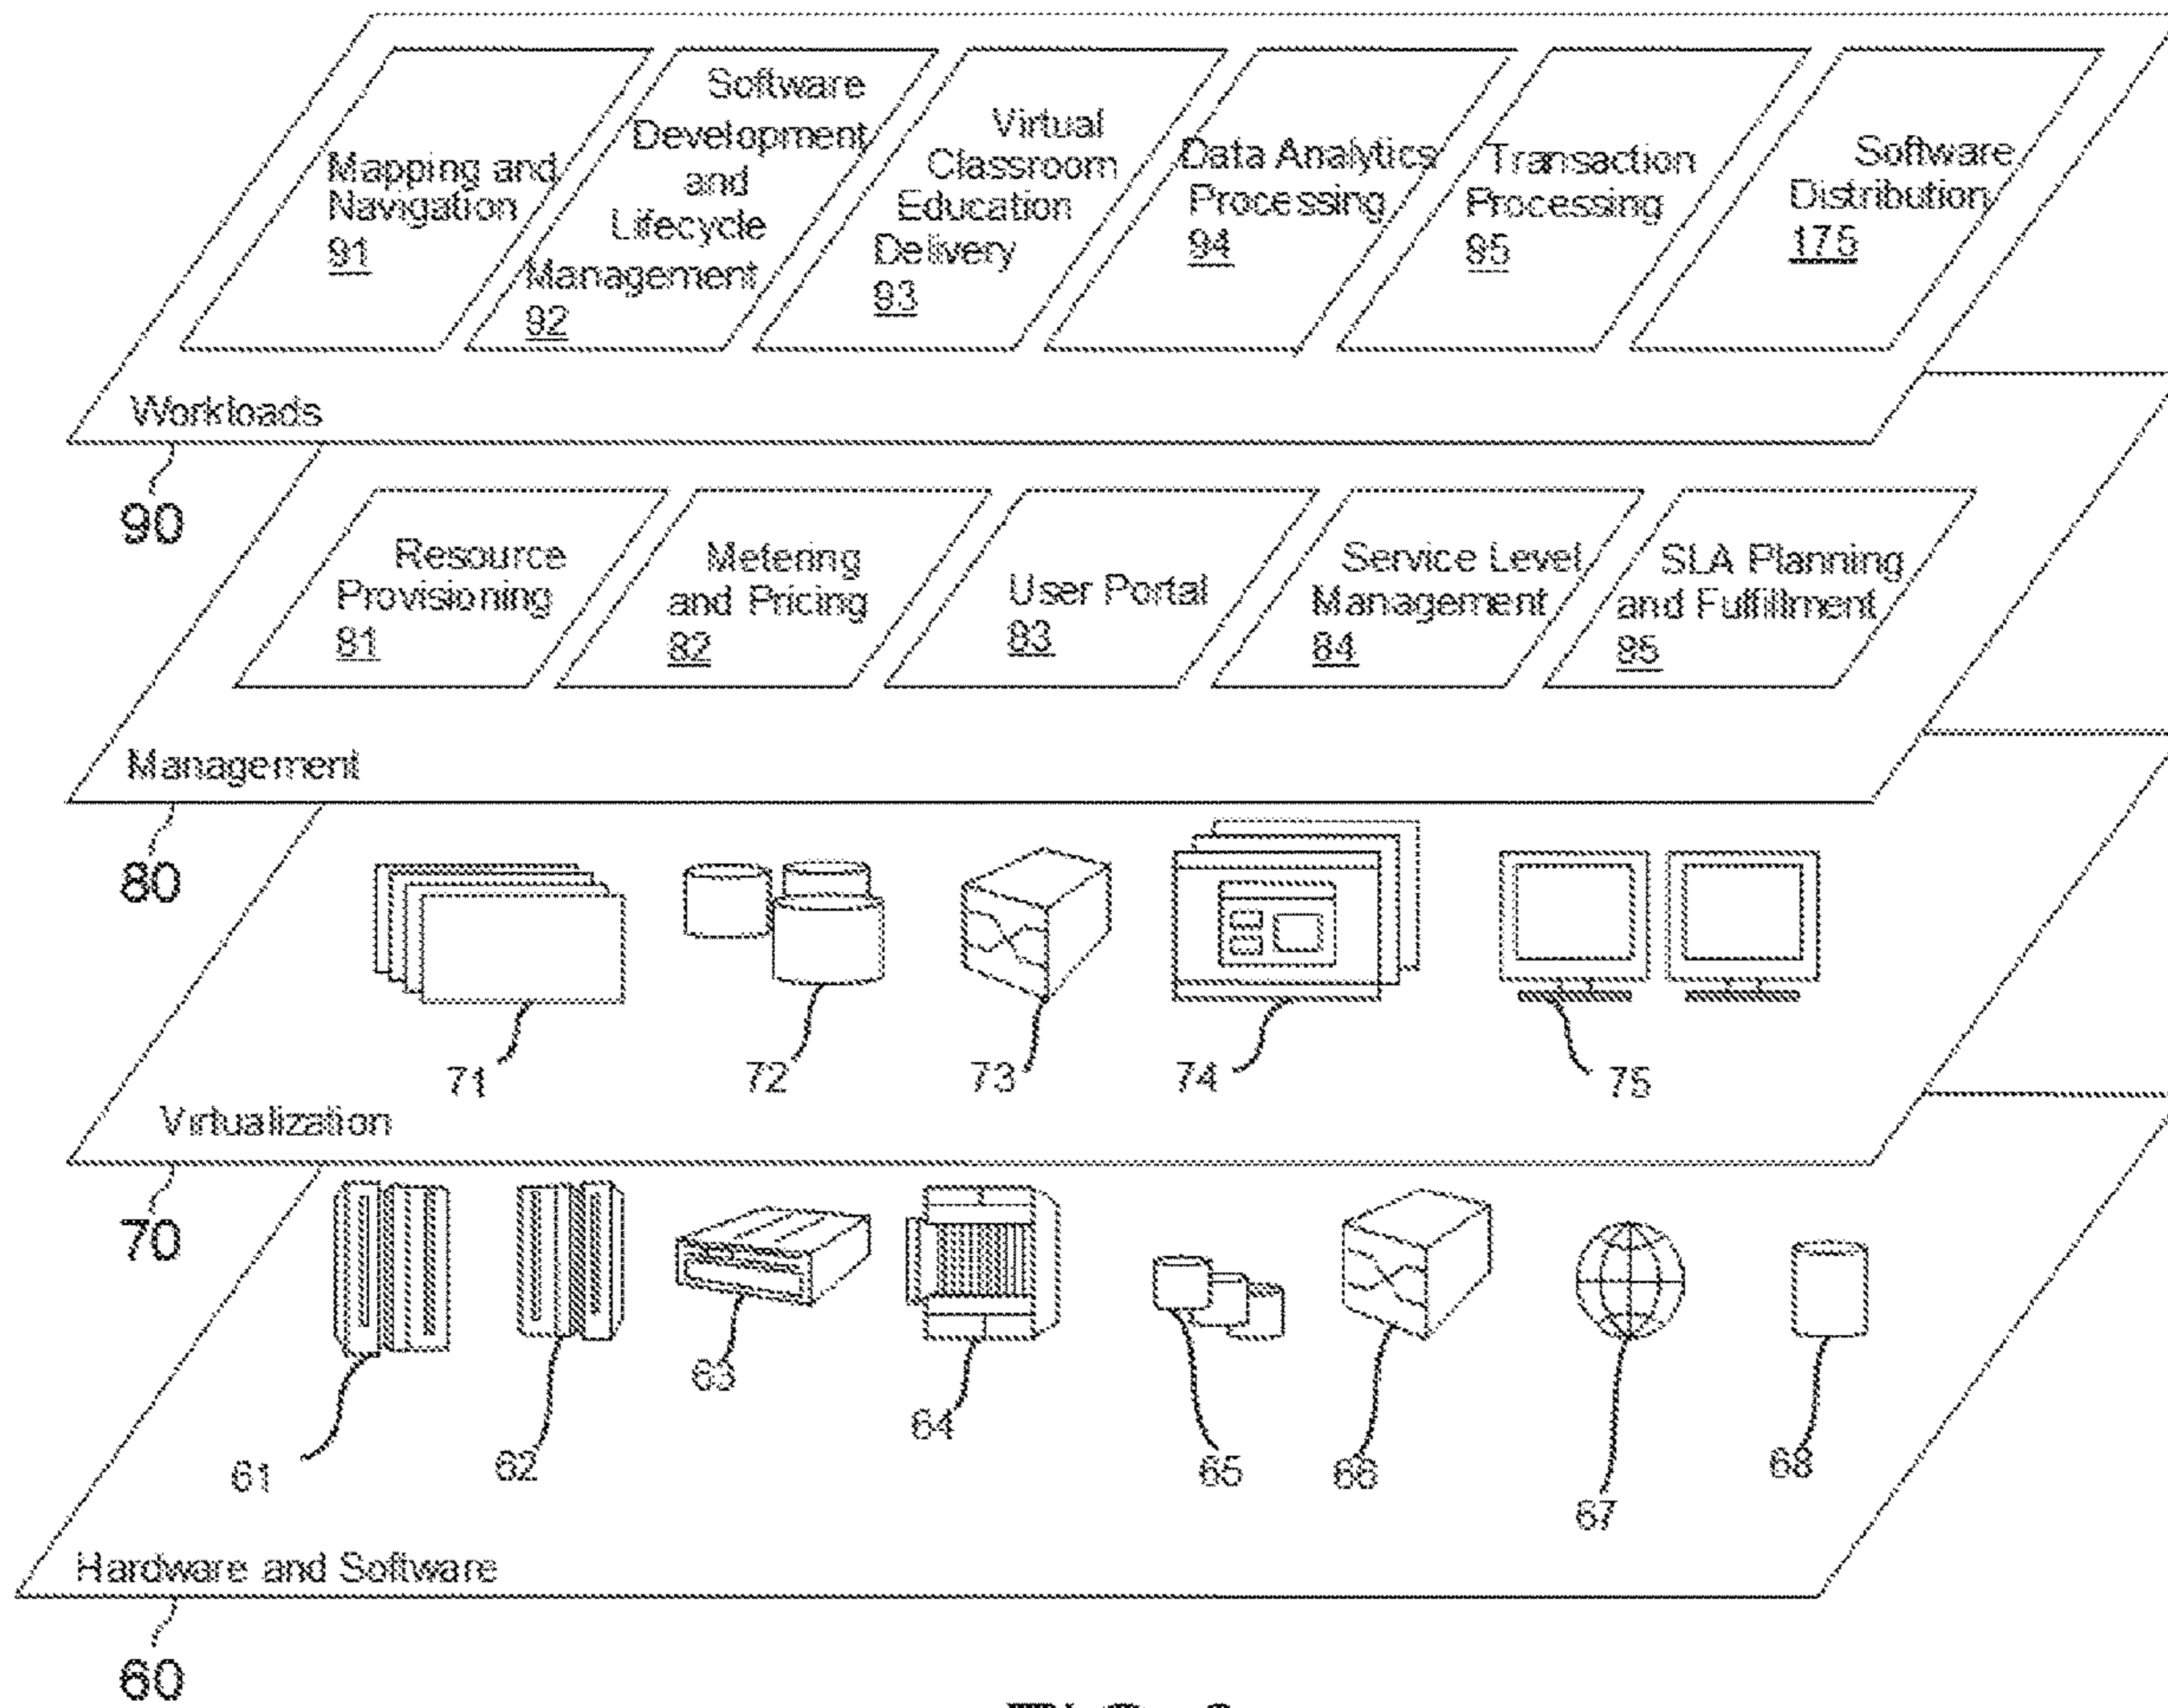 Mapping and
Navigation
91
Software
Development
and
Lifecycle
Management
92
Virtual
Classroom
Education
Delivery
93
Data Analytics
Processing
94
Transaction
Processing
95
Software
Distribution
175
Workloads
90
Resource
Provisioning
81
Metering
and Pricing
82
User Portal
83
Service Level
Management
84
SLA Planning
and Fulfillment
85
Management
80
71
72
73
74
75
Virtualization
70
61
62
63
64
65
66
67
68
Hardware and Software
60